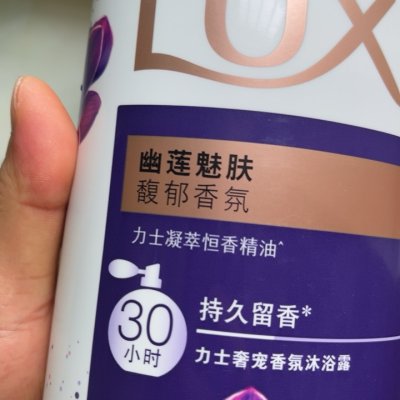 LUX
幽莲魅肤
馥郁香氛
力士凝萃恒香精油^
30
小时
持久留香*
力士奢宠香氛沐浴露